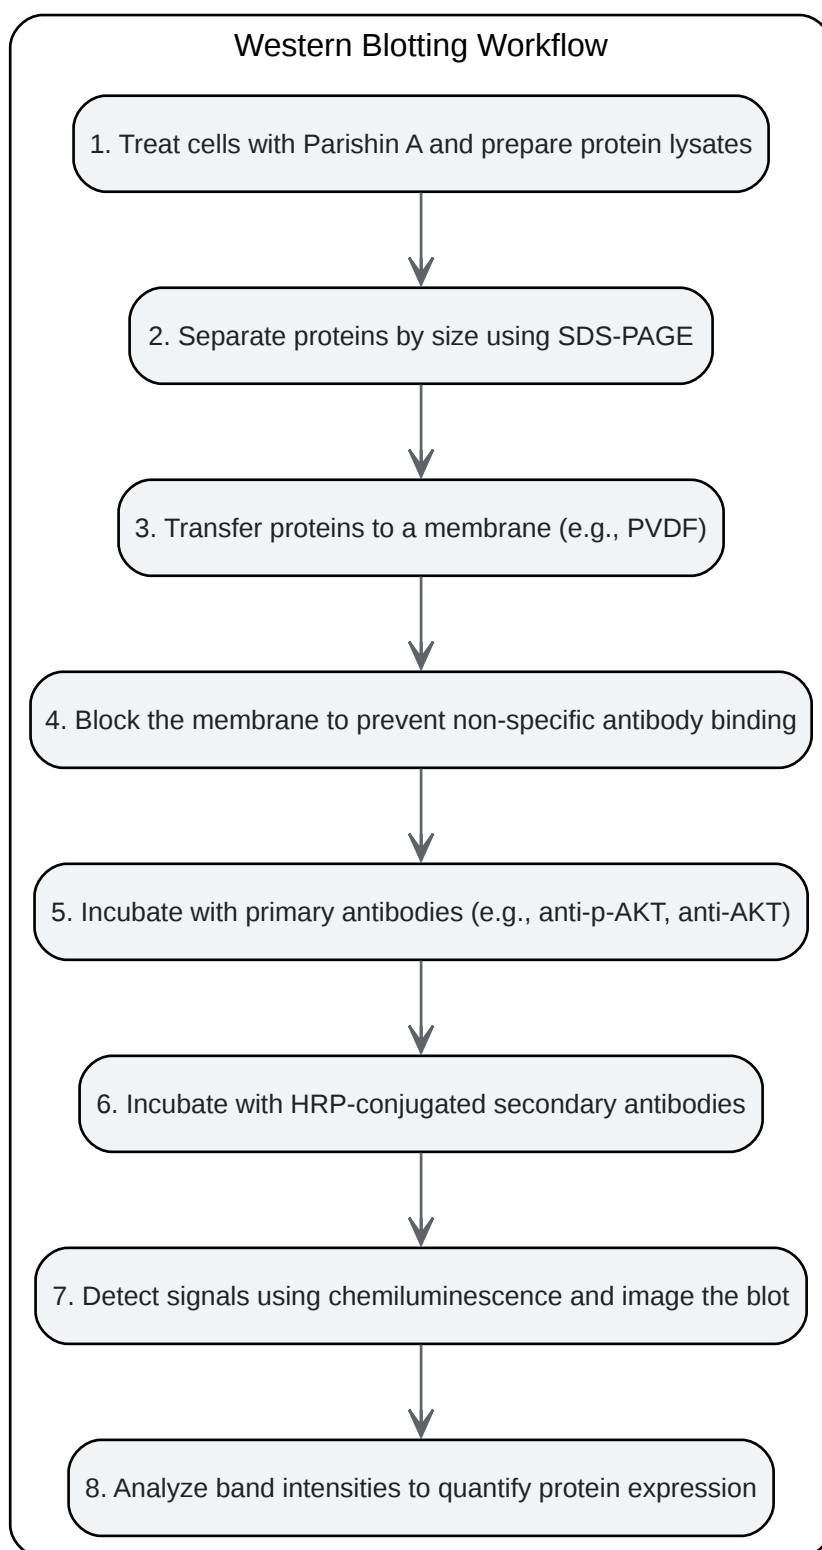 Western Blotting Workflow
1. Treat cells with Parishin A and prepare protein lysates
2. Separate proteins by size using SDS-PAGE
3. Transfer proteins to a membrane (e.g., PVDF)
4. Block the membrane to prevent non-specific antibody binding
5. Incubate with primary antibodies (e.g., anti-p-AKT, anti-AKT)
6. Incubate with HRP-conjugated secondary antibodies
7. Detect signals using chemiluminescence and image the blot
8. Analyze band intensities to quantify protein expression